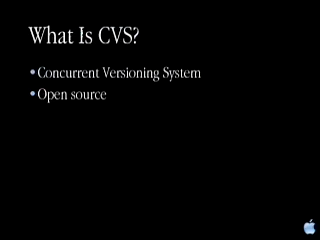 What Is CVS?
• Concurrent Versioning System
• Open source